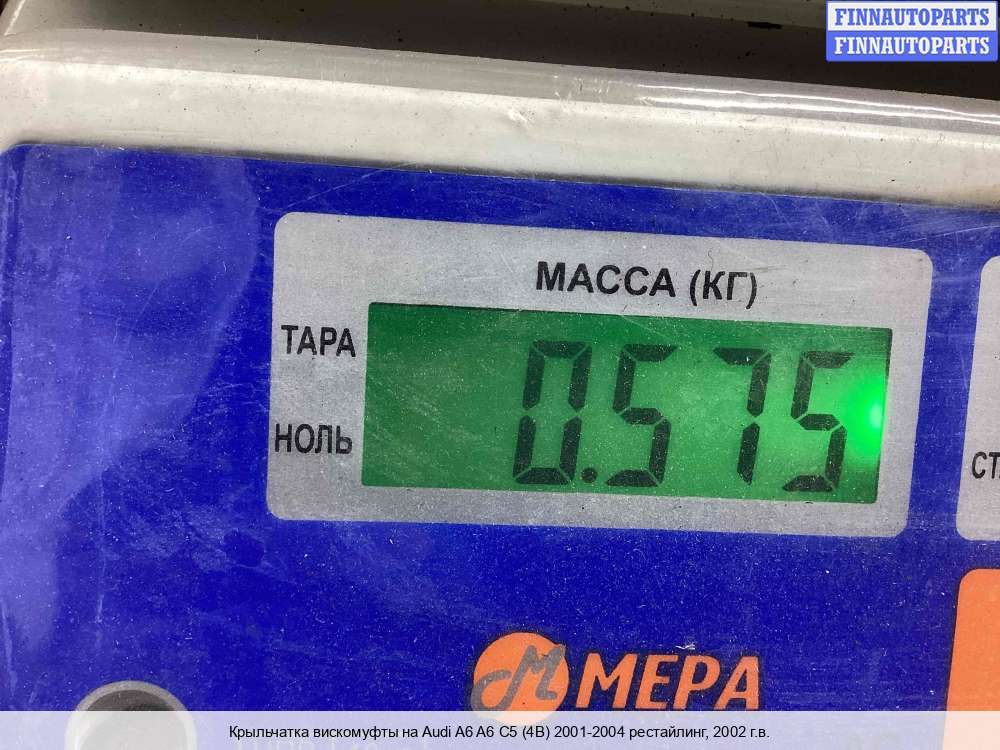 FINNAUTOPARTS
FINNAUTOPARTS
МАССА (КГ)
ТАРА
0.575
НОЛЬ
МЕРА
Крыльчатка вискомуфты на Audi A6 A6 C5 (4B) 2001-2004 рестайлинг, 2002 г.в.